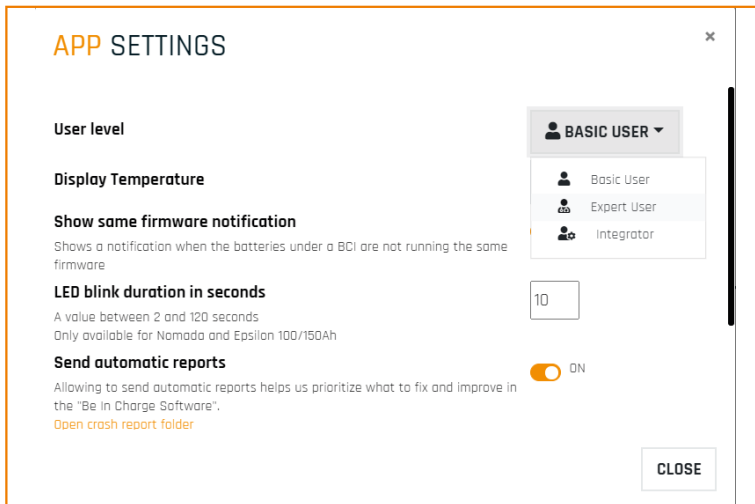 APP SETTINGS
×
User level
BASIC USER
Display Temperature
Basic User
Expert User
Integrator
Show same firmware notification
Shows a notification when the batteries under a BCI are not running the same
firmware
LED blink duration in seconds
10
A value between 2 and 120 seconds
Only available for Nomada and Epsilon 100/150Ah
Send automatic reports
ON
Allowing to send automatic reports helps us prioritize what to fix and improve in
the "Be In Charge Software".
Open crash report folder
CLOSE